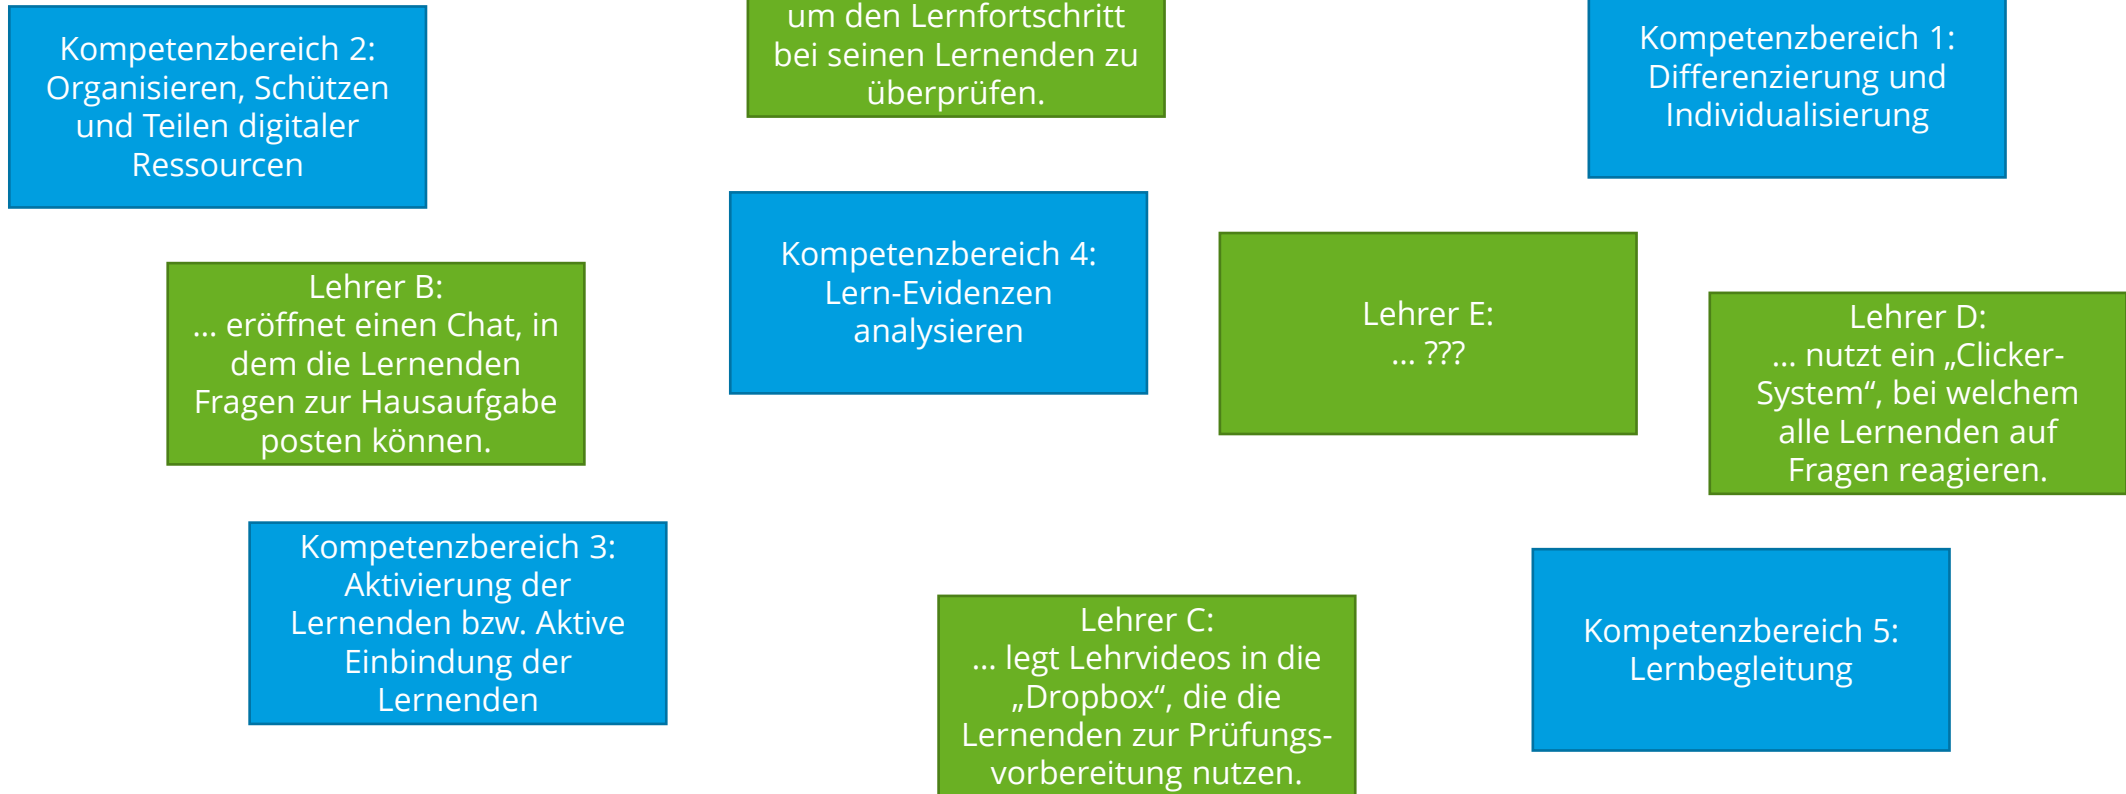 um den Lernfortschritt
bei seinen Lernenden zu
überprüfen.
Kompetenzbereich 2:
Organisieren, Schützen
und Teilen digitaler
Ressourcen
Kompetenzbereich 1:
Differenzierung und
Individualisierung
Kompetenzbereich 4:
Lern-Evidenzen
analysieren
Lehrer B:
... eröffnet einen Chat, in
dem die Lernenden
Fragen zur Hausaufgabe
posten können.
Lehrer E:
... ???
Lehrer D:
... nutzt ein „Clicker-
System“, bei welchem
alle Lernenden auf
Fragen reagieren.
Kompetenzbereich 3:
Aktivierung der
Lernenden bzw. Aktive
Einbindung der
Lernenden
Lehrer C:
... legt Lehrvideos in die
„Dropbox“, die die
Lernenden zur Prüfungs-
vorbereitung nutzen.
Kompetenzbereich 5:
Lernbegleitung